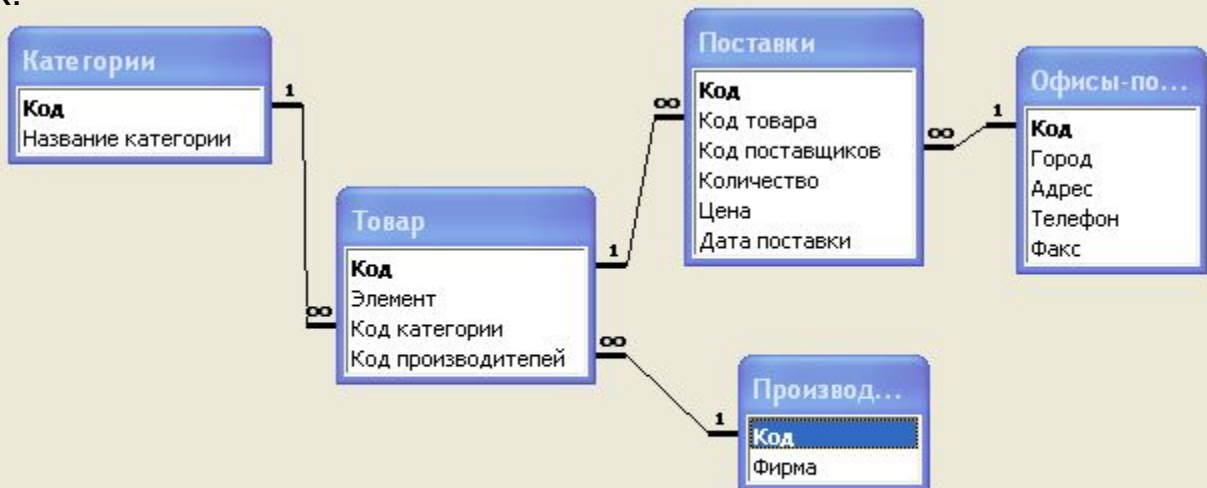 Категории
Код
Название категории
1
∞
Товар
Код
Элемент
Код категории
Код производителей
1
∞
∞
Поставки
Код
Код товара
Код поставщиков
Количество
Цена
Дата поставки
∞
1
Офисы-по...
Код
Город
Адрес
Телефон
Факс
1
Производ...
Код
Фирма